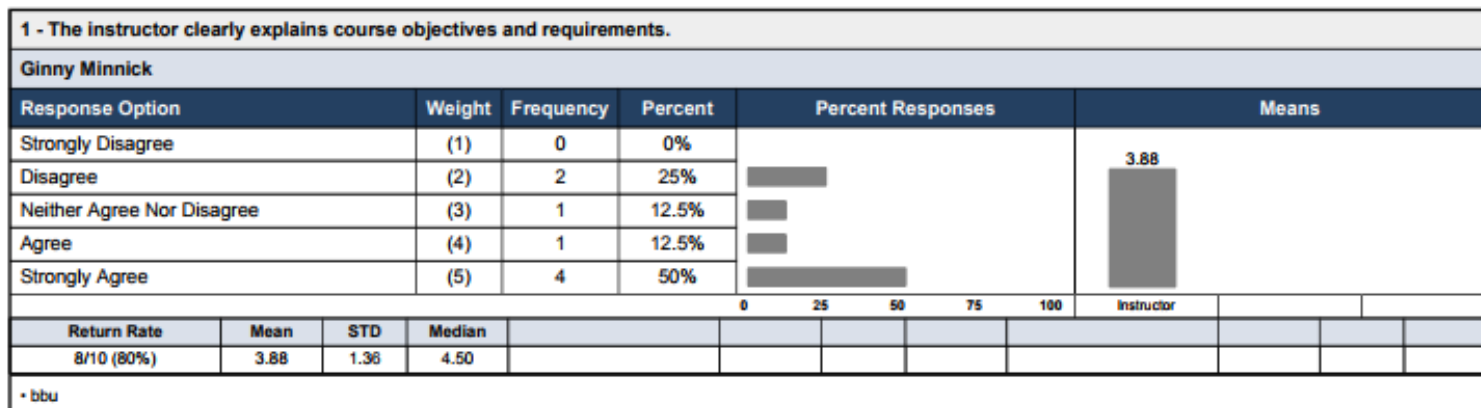 1 - The instructor clearly explains course objectives and requirements.
Ginny Minnick
Response Option Weight Frequency Percent Percent Responses Means
Strongly Disagree (1) 0 0%
3.88
Disagree (2) 2 25%
Neither Agree Nor Disagree (3) 1 12.5%
Agree (4) 1 12.5%
Strongly Agree (5) 4 50%
0 25 50 75 100 Instructor
Return Rate Mean STD Median
8/10 (80%) 3.88 1.36 4.50
• bbu